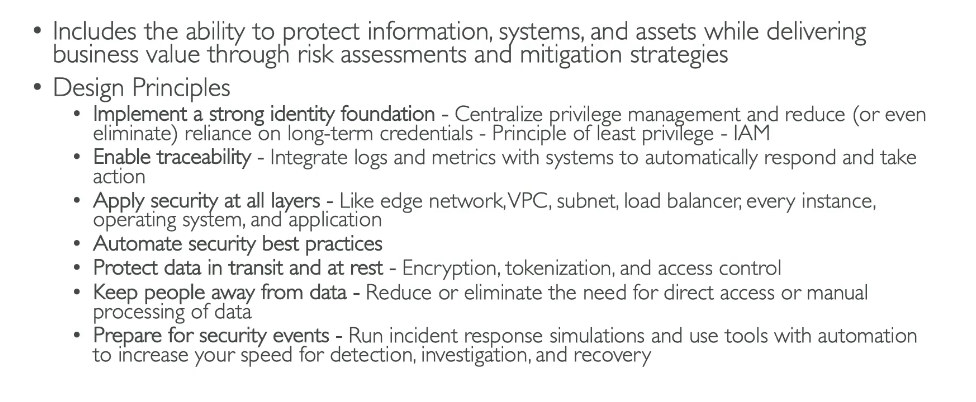 • Includes the ability to protect information, systems, and assets while delivering
business value through risk assessments and mitigation strategies
• Design Principles
• Implement a strong identity foundation - Centralize privilege management and reduce (or even
eliminate) reliance on long-term credentials - Principle of least privilege - IAM
• Enable traceability - Integrate logs and metrics with systems to automatically respond and take
action
• Apply security at all layers - Like edge network, VPC, subnet, load balancer, every instance,
operating system, and application
• Automate security best practices
• Protect data in transit and at rest - Encryption, tokenization, and access control
• Keep people away from data - Reduce or eliminate the need for direct access or manual
processing of data
• Prepare for security events - Run incident response simulations and use tools with automation
to increase your speed for detection, investigation, and recovery